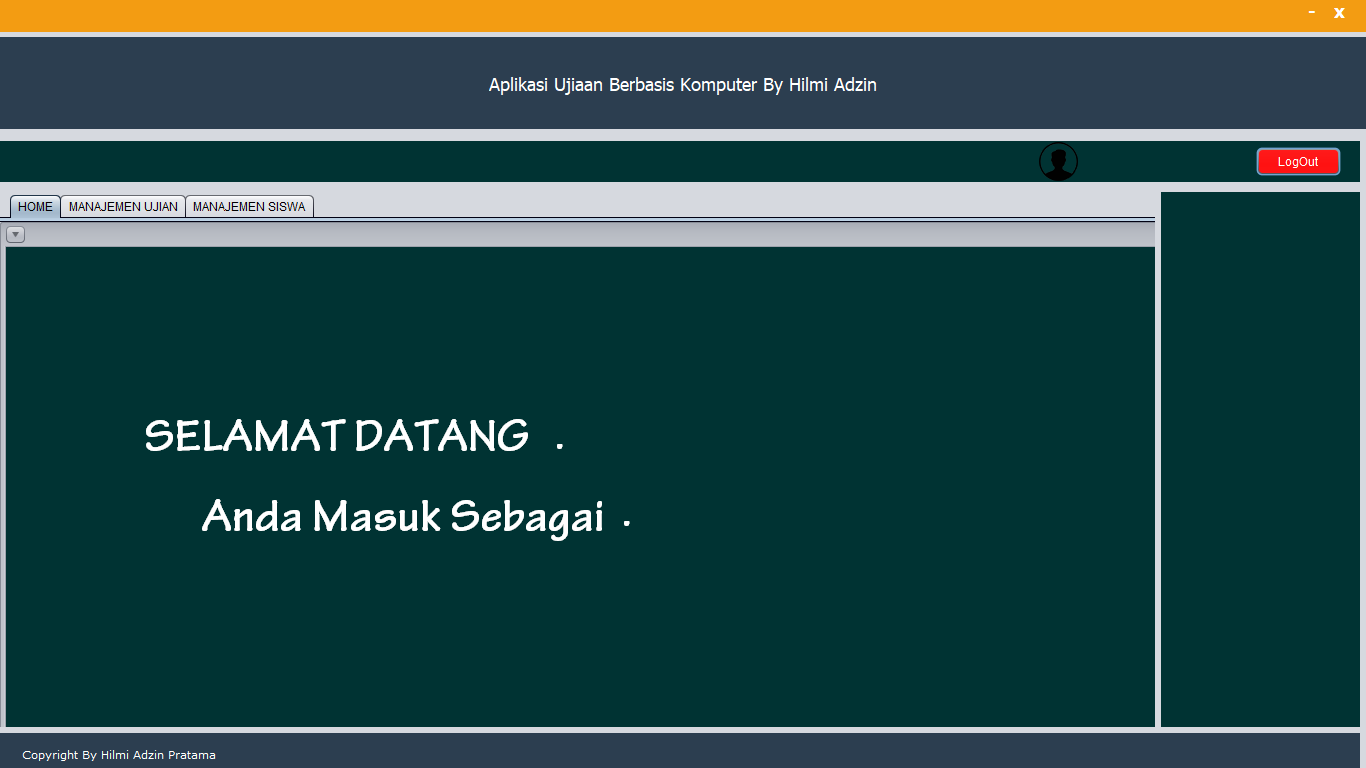 - x
Aplikasi Ujiaan Berbasis Komputer By Hilmi Adzin
LogOut
HOME MANAJEMEN UJIAN MANAJEMEN SISWA
SELAMAT DATANG .
Anda Masuk Sebagai .
Copyright By Hilmi Adzin Pratama